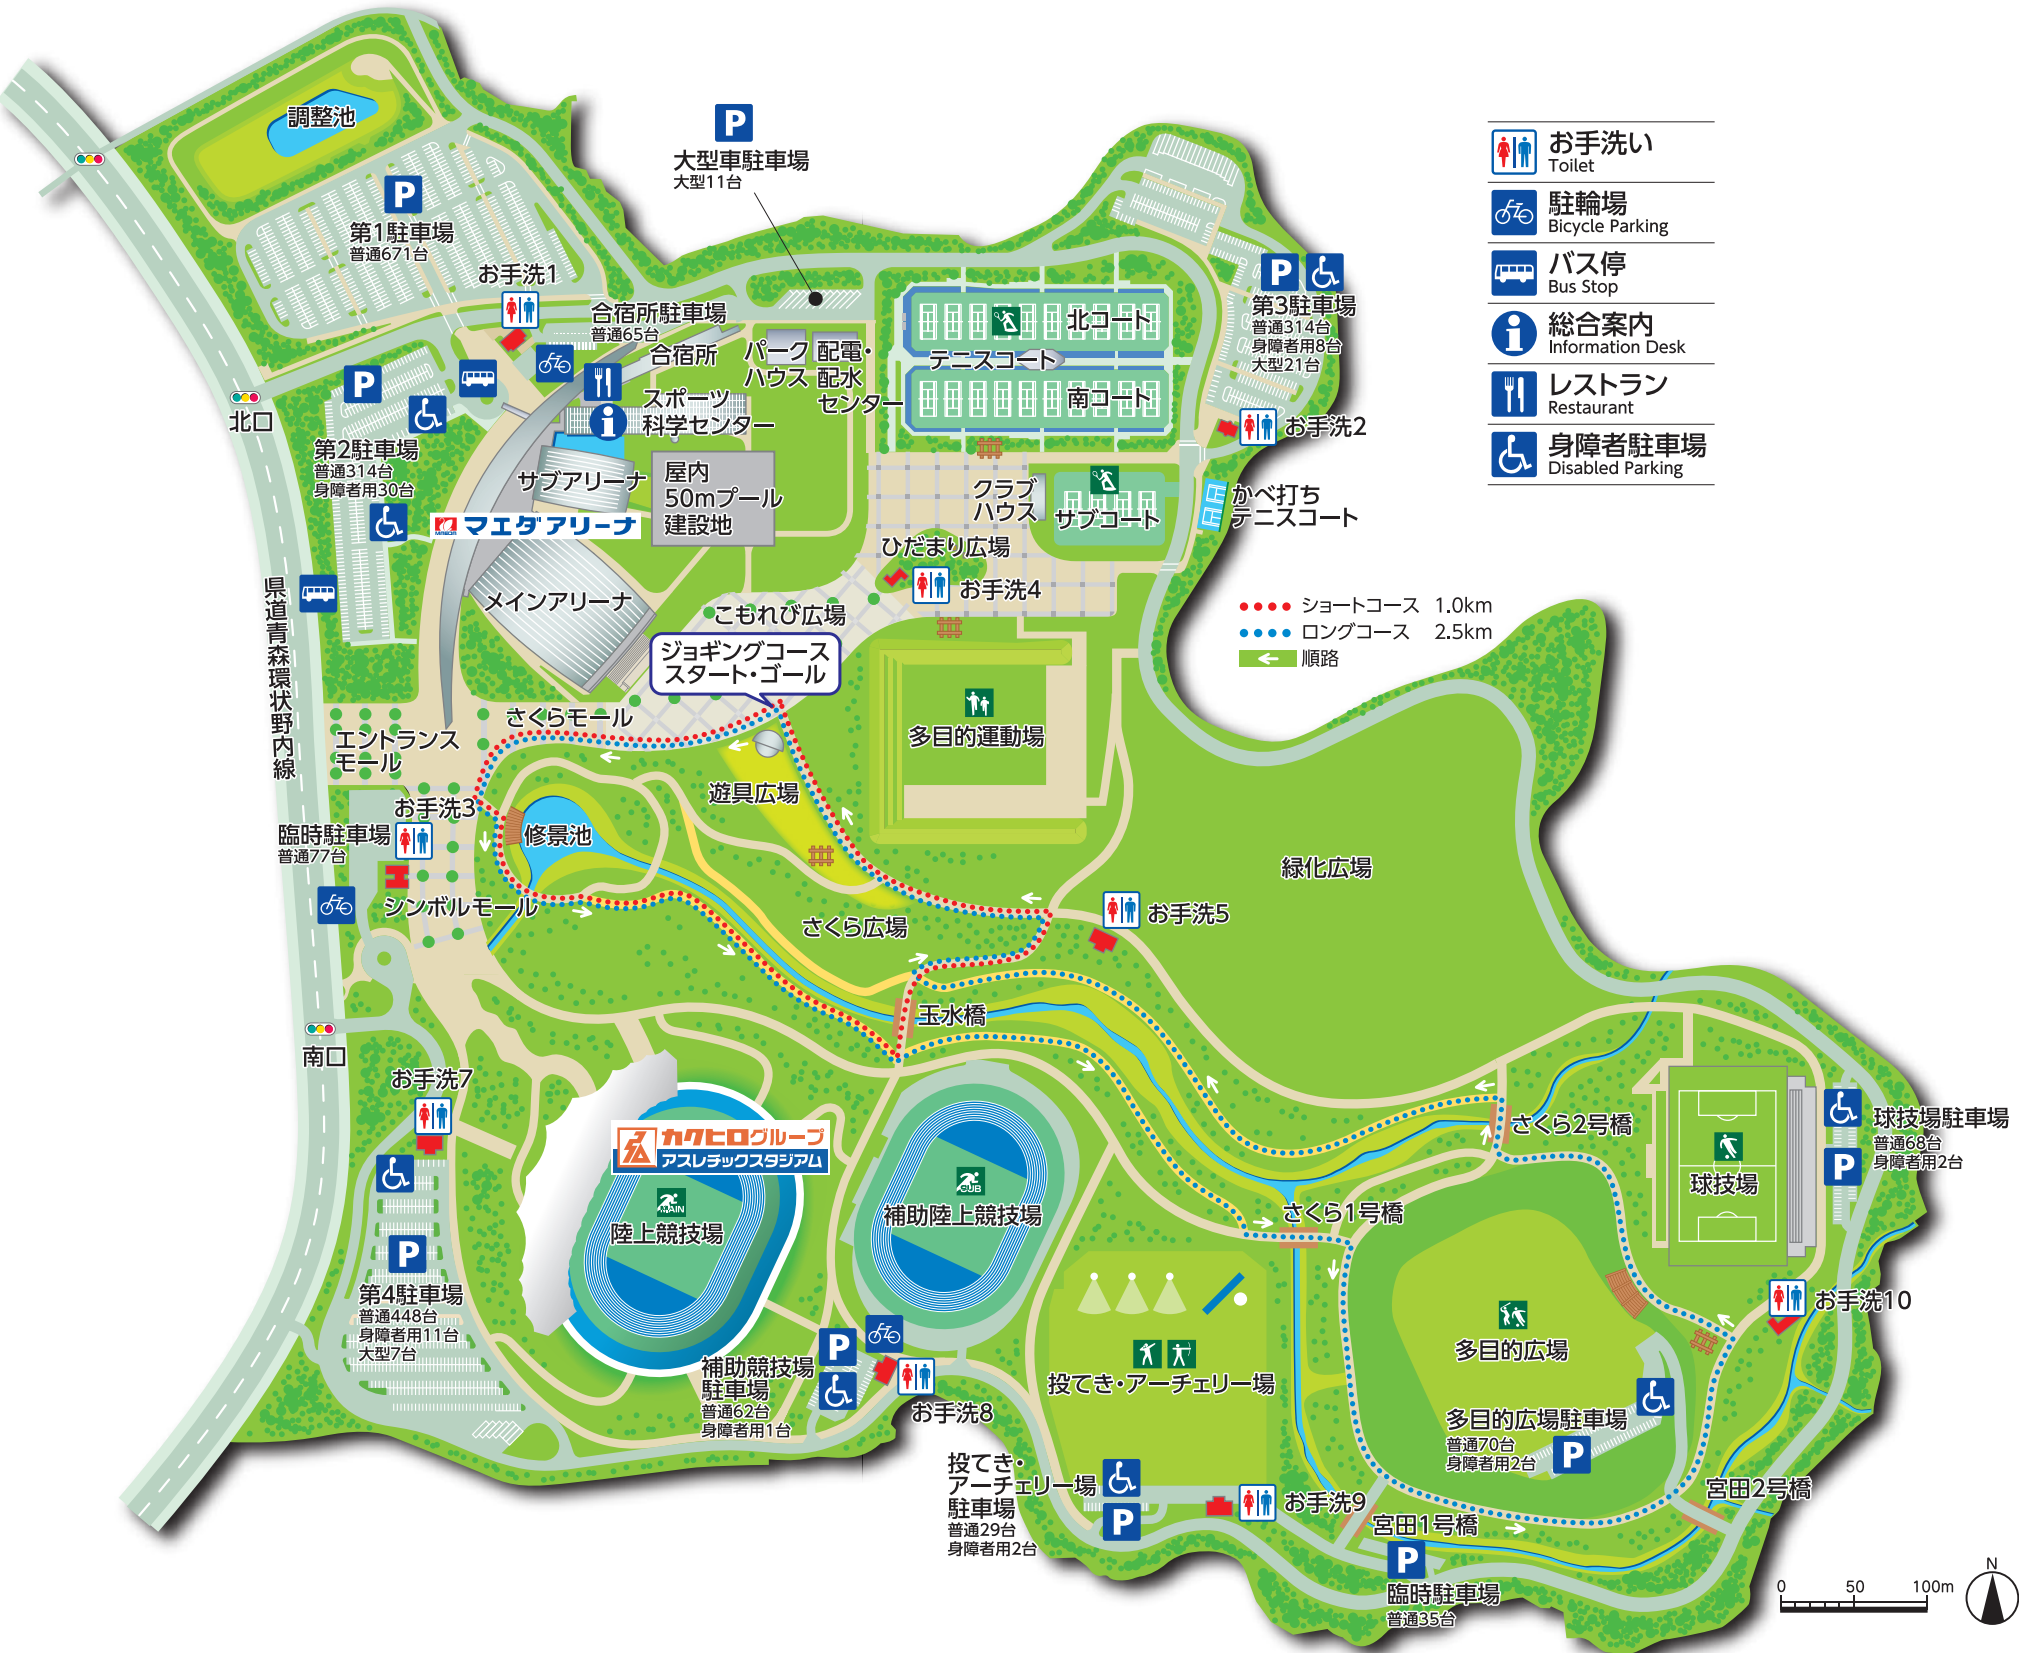 調整池
P
第1駐車場
普通671台
P
大型車駐車場
大型11台
お手洗い
Toilet
駐輪場
Bicycle Parking
バス停
Bus Stop
i
総合案内
Information Desk
レストラン
Restaurant
身障者駐車場
Disabled Parking
お手洗1
合宿所駐車場
普通65台
合宿所
パーク
ハウス
配電・
配水
センター
北コート
テニスコート
南コート
P
第3駐車場
普通314台
身障者用8台
大型21台
お手洗2
北口
P
第2駐車場
普通314台
身障者用30台
i
スポーツ
科学センター
サブアリーナ
屋内
50mプール
建設地
マエダアリーナ
メインアリーナ
クラブ
ハウス
サブコート
かべ打ち
テニスコート
ひだまり広場
お手洗4
こもれび広場
ジョギングコース
スタート・ゴール
ショートコース 1.0km
ロングコース 2.5km
順路
県道青森環状野内線
さくらモール
エントランス
モール
多目的運動場
遊具広場
お手洗3
臨時駐車場
普通77台
修景池
シンボルモール
さくら広場
緑化広場
お手洗5
玉水橋
南口
お手洗7
カクヒログループ
アスレチックスタジアム
MAIN
陸上競技場
SUB
補助陸上競技場
さくら2号橋
さくら1号橋
球技場
球技場駐車場
普通68台
身障者用2台
P
P
第4駐車場
普通448台
身障者用11台
大型7台
P
補助競技場
駐車場
普通62台
身障者用1台
お手洗8
投てき・アーチェリー場
多目的広場
お手洗10
多目的広場駐車場
普通70台
身障者用2台
P
投てき・
アーチェリー場
駐車場
普通29台
身障者用2台
P
お手洗9
宮田1号橋
宮田2号橋
P
臨時駐車場
普通35台
0 50 100m
N